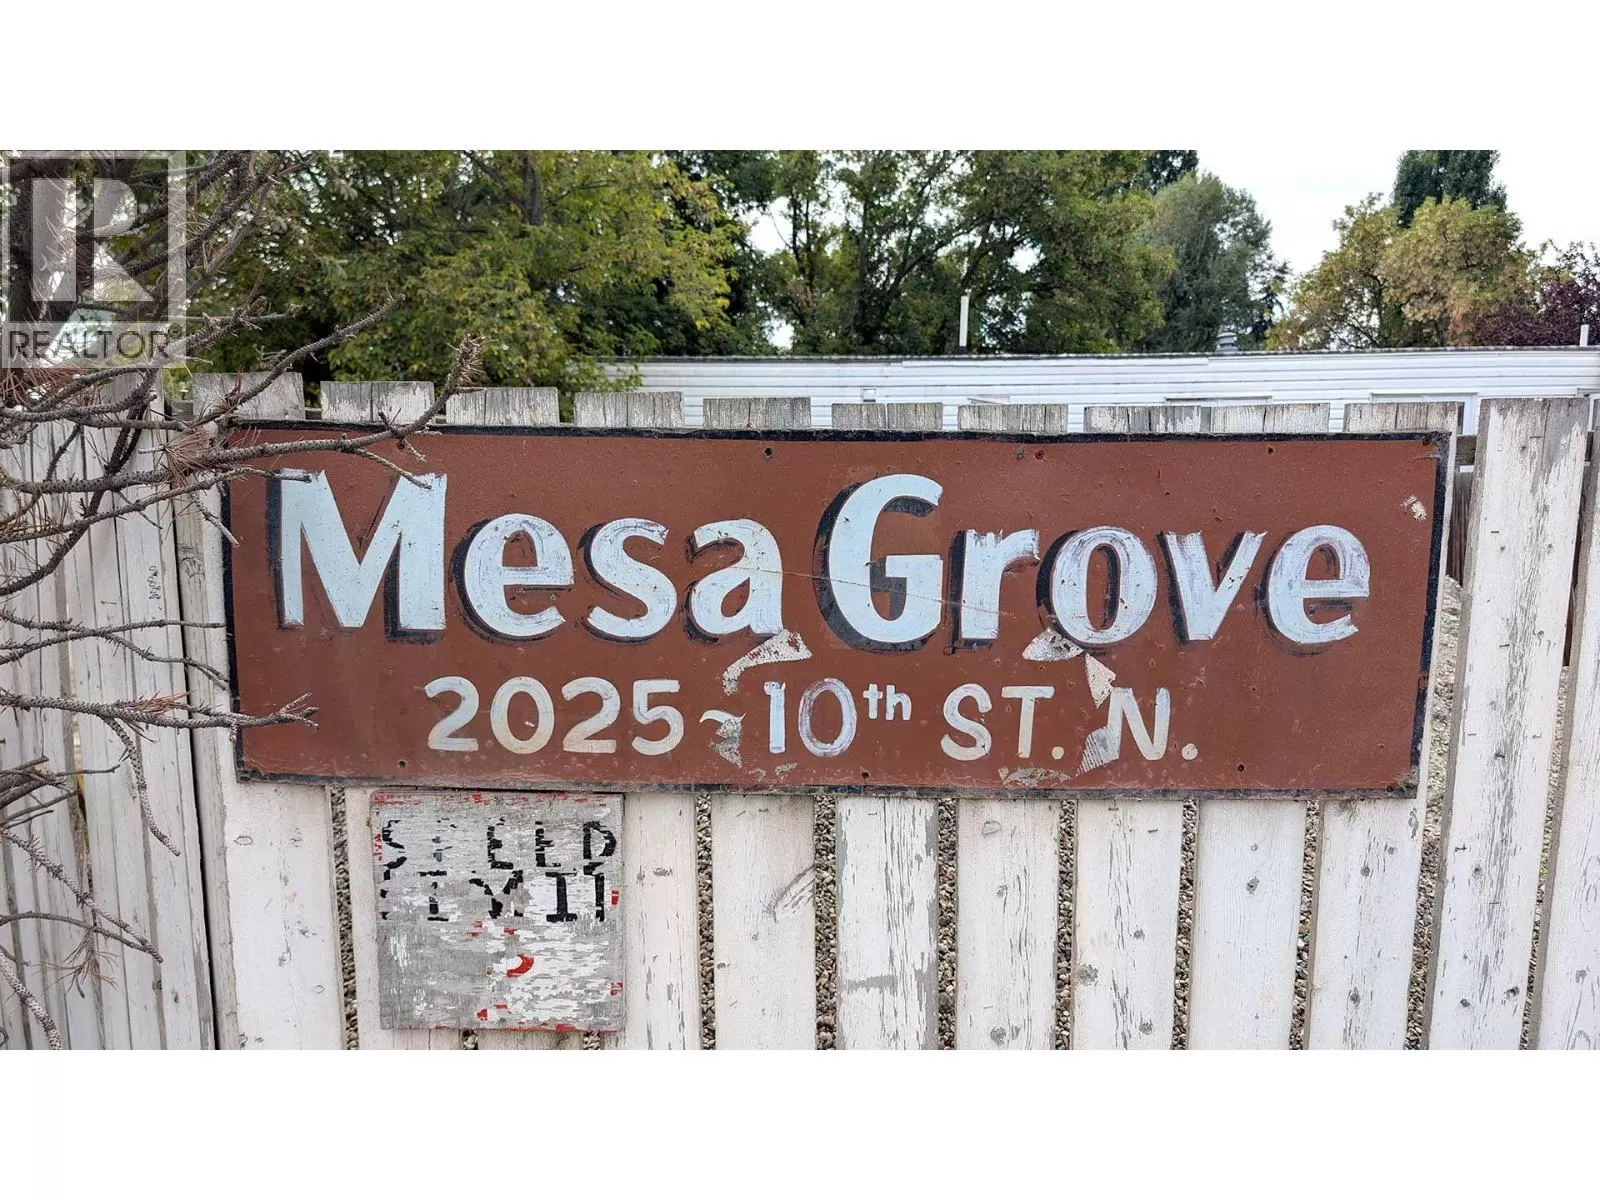 REALTOR®
Mesa Grove
2025-10th ST. N.
SPEED
LIMIT